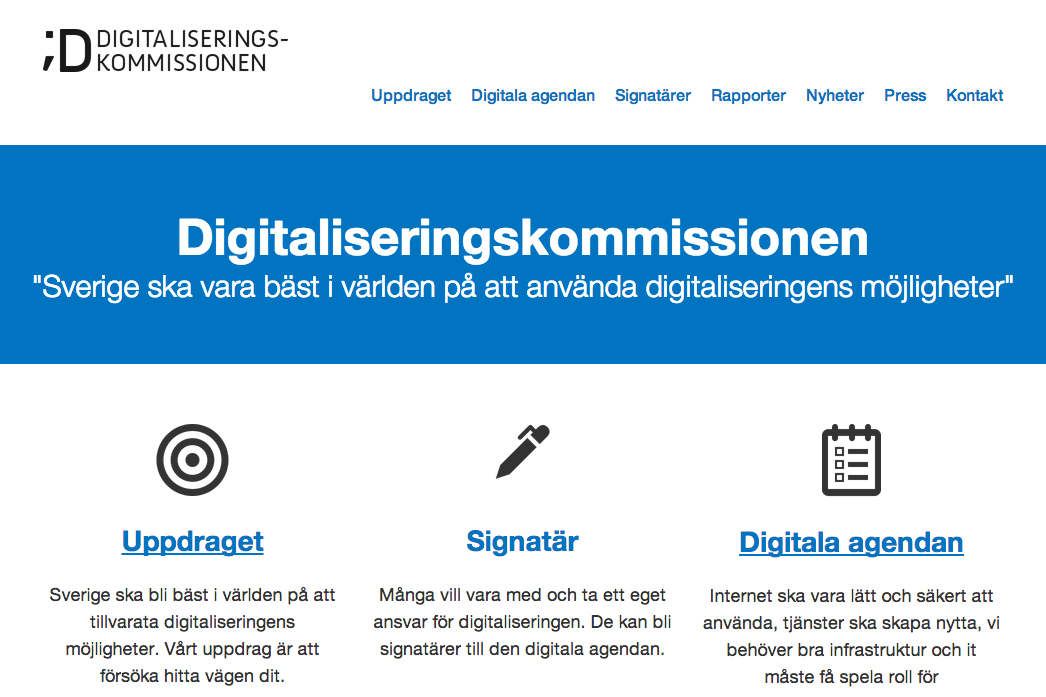 ;D DIGITALISERINGS-
KOMMISSIONEN
Uppdraget Digitala agendan Signatärer Rapporter Nyheter Press Kontakt
Digitaliseringskommissionen
"Sverige ska vara bäst i världen på att använda digitaliseringens möjligheter"
Uppdraget
Sverige ska bli bäst i världen på att
tillvarata digitaliseringens
möjligheter. Vårt uppdrag är att
försöka hitta vägen dit.
Signatär
Många vill vara med och ta ett eget
ansvar för digitaliseringen. De kan bli
signatärer till den digitala agendan.
Digitala agendan
Internet ska vara lätt och säkert att
använda, tjänster ska skapa nytta, vi
behöver bra infrastruktur och it
måste få spela roll för